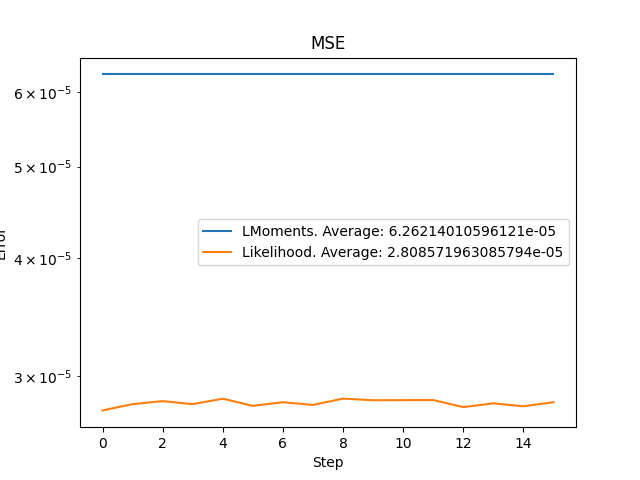 MSE
6 × 10⁻⁵
5 × 10⁻⁵
4 × 10⁻⁵
3 × 10⁻⁵
Error
LMoments. Average: 6.26214010596121e-05
Likelihood. Average: 2.808571963085794e-05
0 2 4 6 8 10 12 14
Step